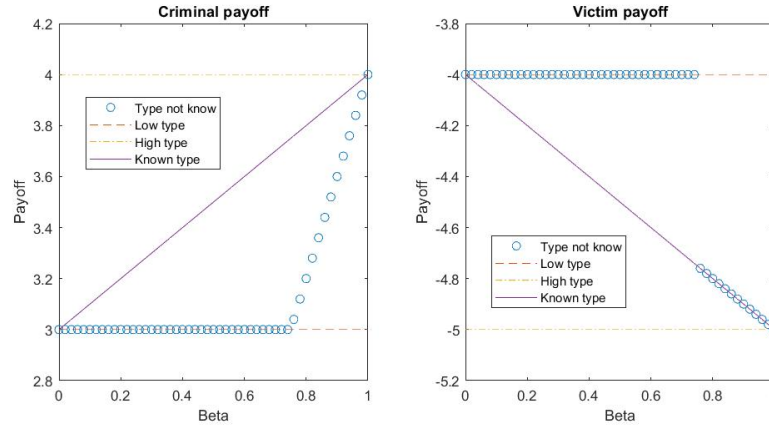 Criminal payoff
4.2
4
3.8
3.6
3.4
3.2
3
2.8
Payoff
Type not know
Low type
High type
Known type
0
0.2
0.4
0.6
0.8
1
Beta
Victim payoff
-3.8
-4
-4.2
-4.4
-4.6
-4.8
-5
-5.2
Payoff
Type not know
Low type
High type
Known type
0
0.2
0.4
0.6
0.8
Beta